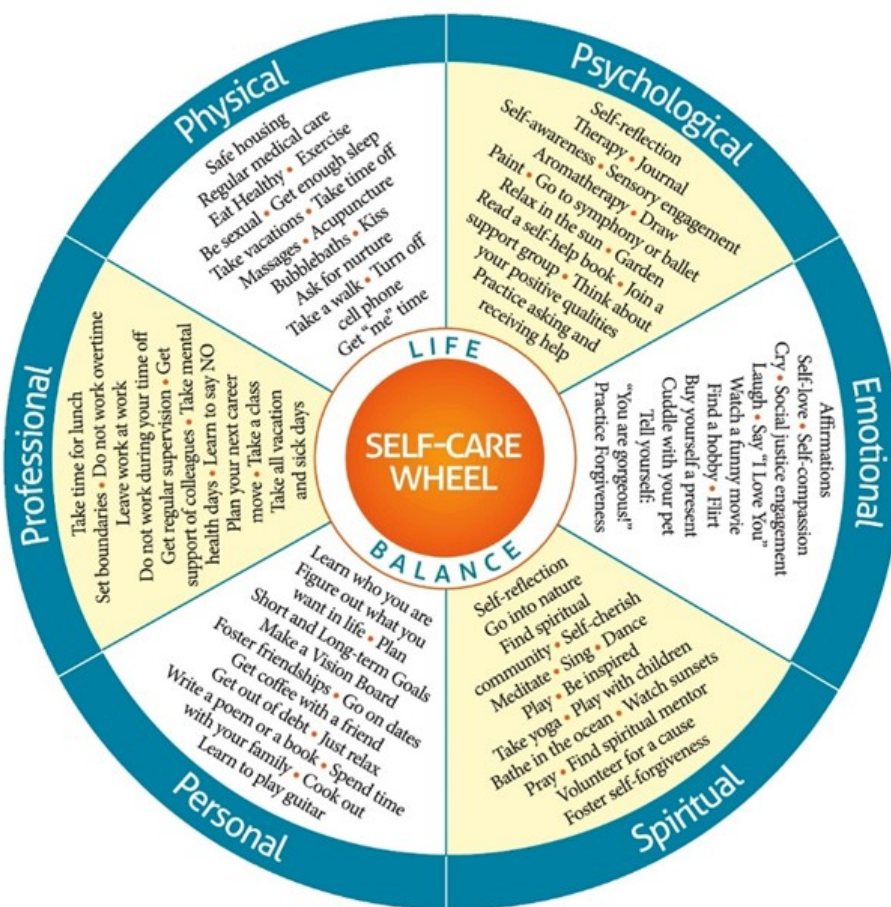 Physical
Safe housing
Regular medical care
Eat Healthy • Exercise
Be sexual • Get enough sleep
Take vacations • Take time off
Massages • Acupuncture
Bubblebaths • Kiss
Ask for nurture
Take a walk • Turn off
cell phone
Get “me” time
Psychological
Self-reflection
Therapy • Journal
Self-awareness • Sensory engagement
Aromatherapy • Draw
Paint • Go to symphony or ballet
Relax in the sun • Garden
Read a self-help book • Join a
support group • Think about
your positive qualities
Practice asking and
receiving help
Emotional
Affirmations
Self-love • Self-compassion
Cry • Social justice engagement
Laugh • Say “I Love You”
Watch a funny movie
Find a hobby • Flirt
Buy yourself a present
Cuddle with your pet
Tell yourself:
“You are gorgeous!”
Practice Forgiveness
Spiritual
Self-reflection
Go into nature
Find spiritual
community • Self-cherish
Meditate • Sing • Dance
Play • Be inspired
Take yoga • Play with children
Bathe in the ocean • Watch sunsets
Pray • Find spiritual mentor
Volunteer for a cause
Foster self-forgiveness
Personal
Learn who you are
Figure out what you
want in life • Plan
Short and Long-term Goals
Make a Vision Board
Foster friendships • Go on dates
Get coffee with a friend
Get out of debt • Just relax
Write a poem or a book • Spend time
with your family • Cook out
Learn to play guitar
Professional
Take time for lunch
Set boundaries • Do not work overtime
Leave work at work
Do not work during your time off
Get regular supervision • Get
support of colleagues • Take mental
health days • Learn to say NO
Plan your next career
move • Take a class
Take all vacation
and sick days
LIFE
SELF-CARE
WHEEL
BALANCE